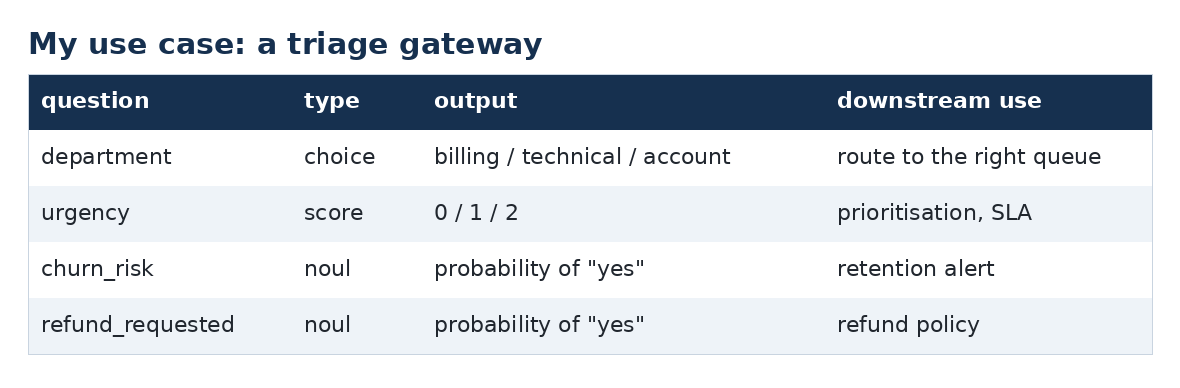 My use case: a triage gateway
question type output downstream use
department choice billing / technical / account route to the right queue
urgency score 0 / 1 / 2 prioritisation, SLA
churn_risk noul probability of "yes" retention alert
refund_requested noul probability of "yes" refund policy